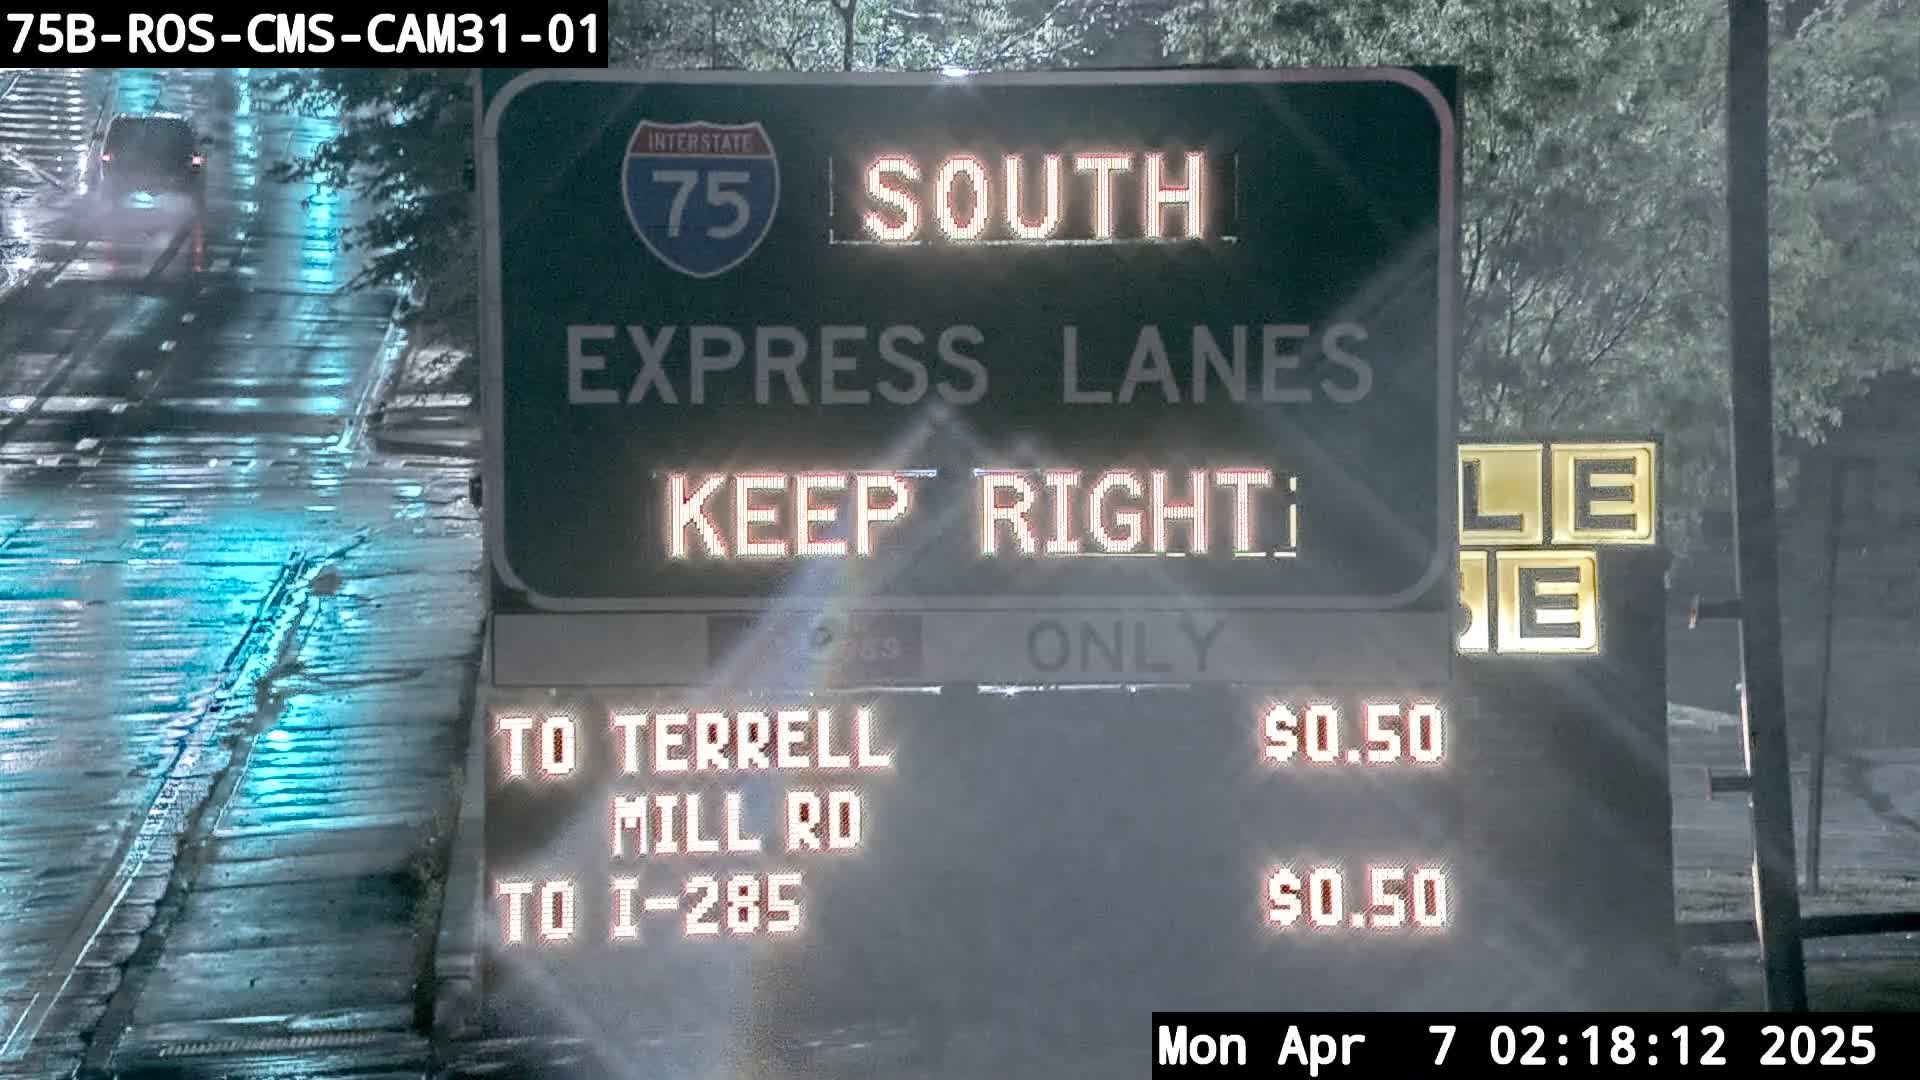 75B-ROS-CMS-CAM31-01
INTERSTATE
75
SOUTH
EXPRESS LANES
KEEP RIGHT
LE
E
ONLY
TO TERRELL $0.50
MILL RD
TO I-285 $0.50
Mon Apr 7 02:18:12 2025